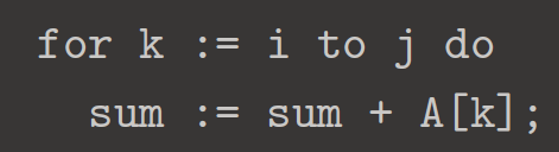 for k := i to j do
sum := sum + A[k];